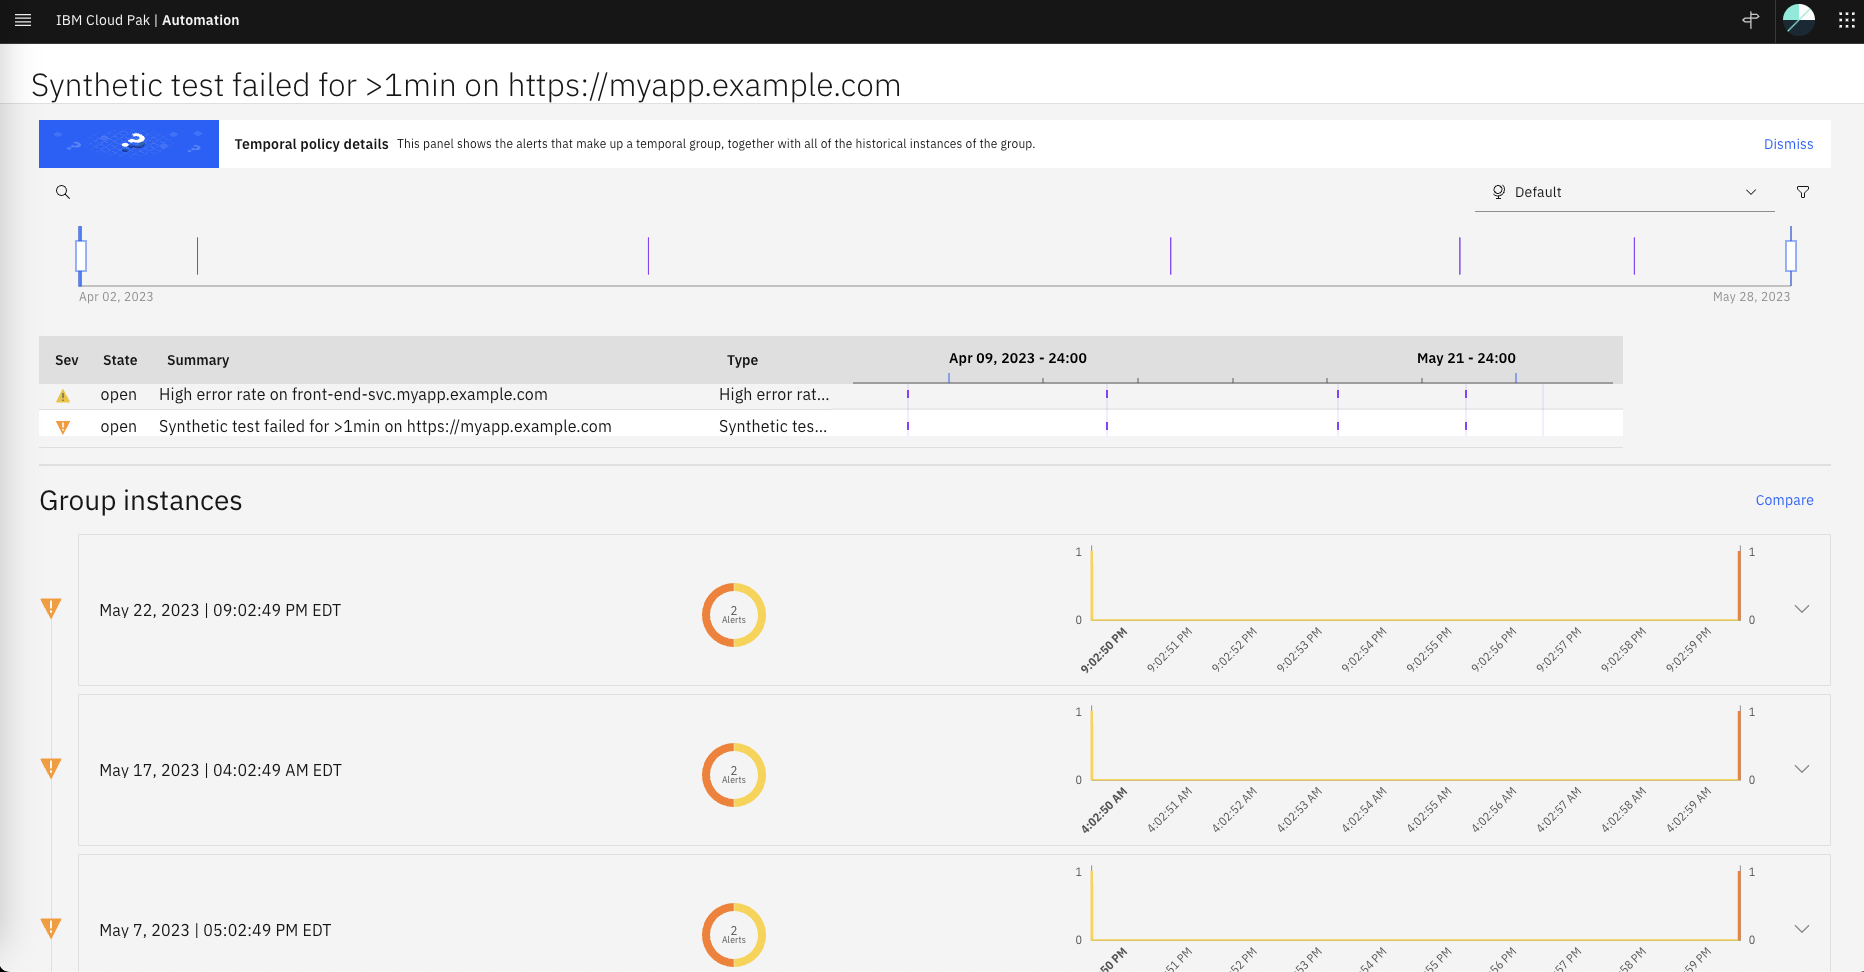 IBM Cloud Pak | Automation
Synthetic test failed for >1min on https://myapp.example.com
Temporal policy details This panel shows the alerts that make up a temporal group, together with all of the historical instances of the group. Dismiss
Default
Apr 02, 2023 May 28, 2023
Sev State Summary Type Apr 09, 2023 - 24:00 May 21 - 24:00
open High error rate on front-end-svc.myapp.example.com High error rat...
open Synthetic test failed for >1min on https://myapp.example.com Synthetic tes...
Group instances Compare
1 1
May 22, 2023 | 09:02:49 PM EDT 2
Alerts
0 0
9:02:50 PM 9:02:51 PM 9:02:52 PM 9:02:53 PM 9:02:54 PM 9:02:55 PM 9:02:56 PM 9:02:57 PM 9:02:58 PM 9:02:59 PM
1 1
May 17, 2023 | 04:02:49 AM EDT 2
Alerts
0 0
4:02:50 AM 4:02:51 AM 4:02:52 AM 4:02:53 AM 4:02:54 AM 4:02:55 AM 4:02:56 AM 4:02:57 AM 4:02:58 AM 4:02:59 AM
1 1
May 7, 2023 | 05:02:49 PM EDT 2
Alerts
0 0
50 PM 51 PM 52 PM 53 PM 54 PM 55 PM 56 PM 57 PM 58 PM 59 PM